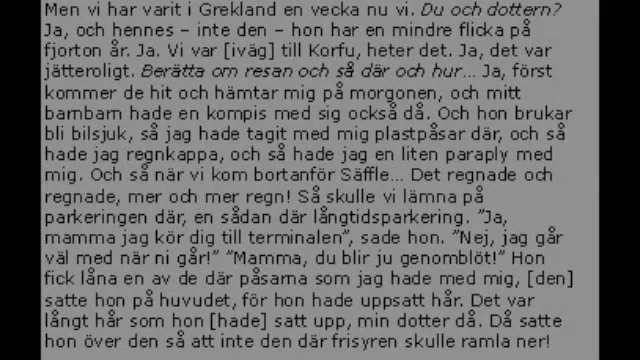 Men vi har varit i Grekland en vecka nu vi. Du och dottern?
Ja, och hennes – inte den – hon har en mindre flicka på
fjorton år. Ja. Vi var [iväg] till Korfu, heter det. Ja, det var
jätteroligt. Berätta om resan och så där och hur... Ja, först
kommer de hit och hämtar mig på morgonen, och mitt
barnbarn hade en kompis med sig också då. Och hon brukar
bli bilsjuk, så jag hade tagit med mig plastpåsar där, och så
hade jag regnkappa, och så hade jag en liten paraply med
mig. Och så när vi kom bortanför Säffle... Det regnade och
regnade, mer och mer regn! Så skulle vi lämna på
parkeringen där, en sådan där långtidsparkering. ”Ja,
mamma jag kör dig till terminalen”, sade hon. ”Nej, jag går
väl med när ni går!” ”Mamma, du blir ju genomblöt!” Hon
fick låna en av de där påsarna som jag hade med mig, [den]
satte hon på huvudet, för hon hade uppsatt hår. Det var
långt hår som hon [hade] satt upp, min dotter då. Då satte
hon över den så att inte den där frisyren skulle ramla ner!